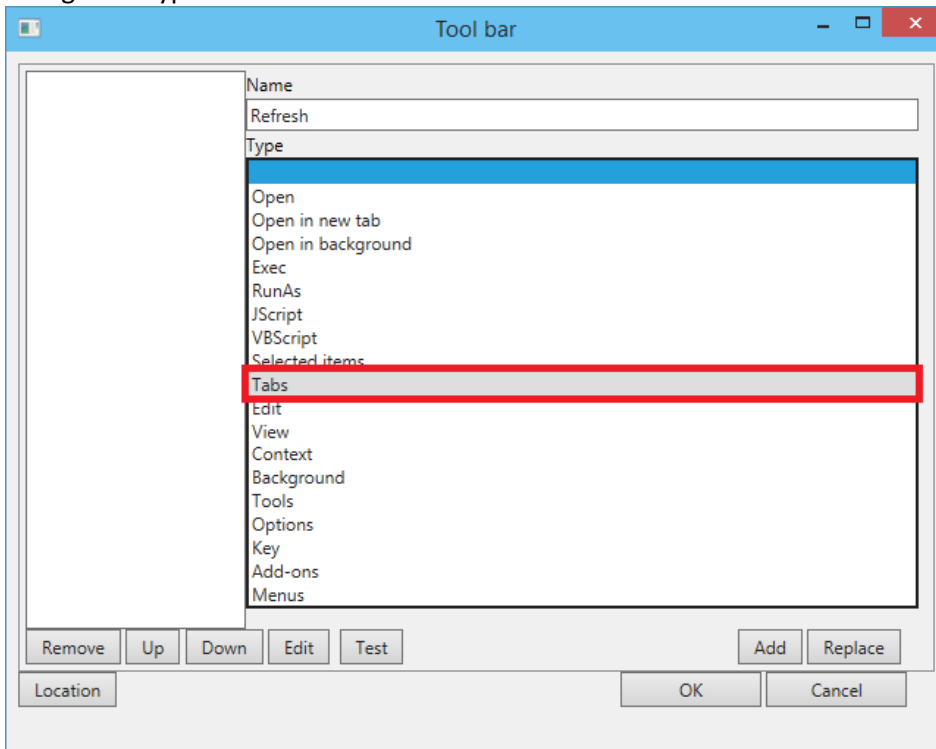 Tool bar
Name
Refresh
Type
Open
Open in new tab
Open in background
Exec
RunAs
JScript
VBScript
Selected items
Tabs
Edit
View
Context
Background
Tools
Options
Key
Add-ons
Menus
Remove Up Down Edit Test Add Replace
Location OK Cancel